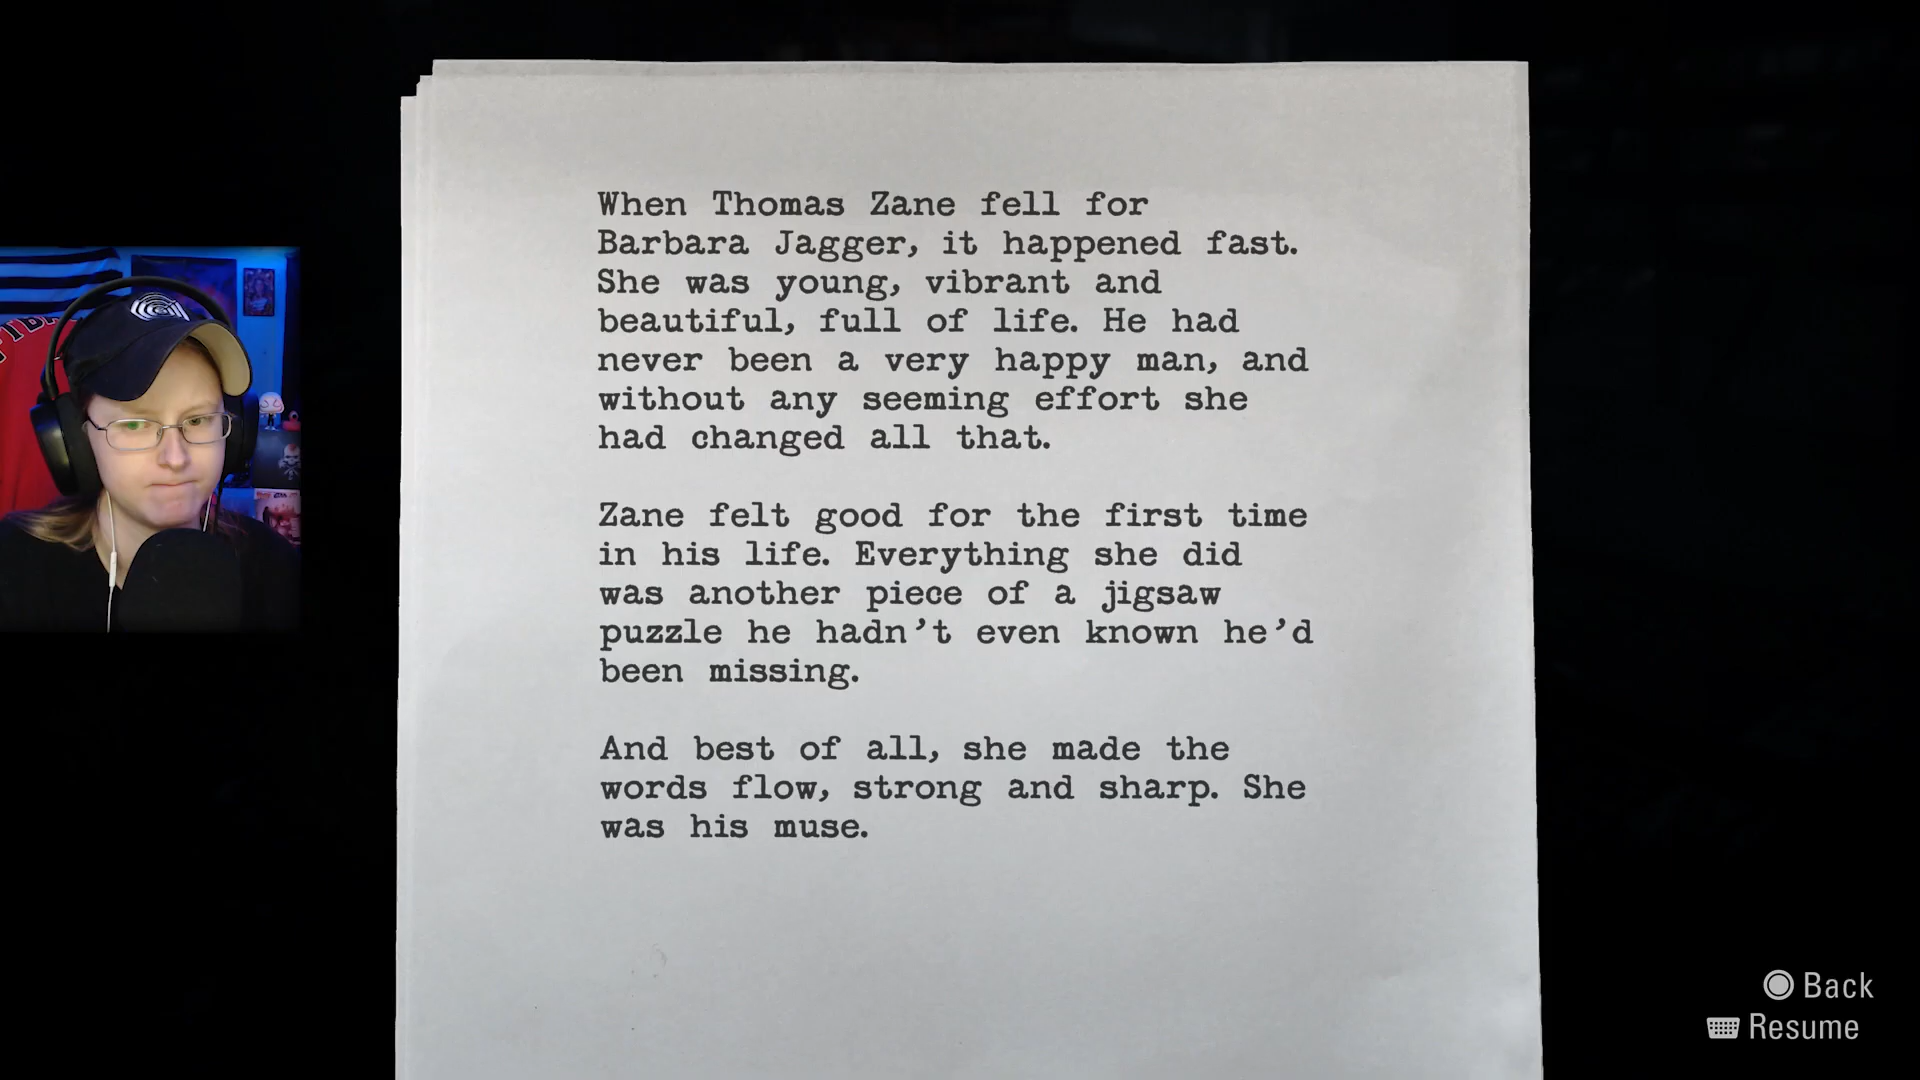 When Thomas Zane fell for
Barbara Jagger, it happened fast.
She was young, vibrant and
beautiful, full of life. He had
never been a very happy man, and
without any seeming effort she
had changed all that.
Zane felt good for the first time
in his life. Everything she did
was another piece of a jigsaw
puzzle he hadn’t even known he’d
been missing.
And best of all, she made the
words flow, strong and sharp. She
was his muse.
Back
Resume